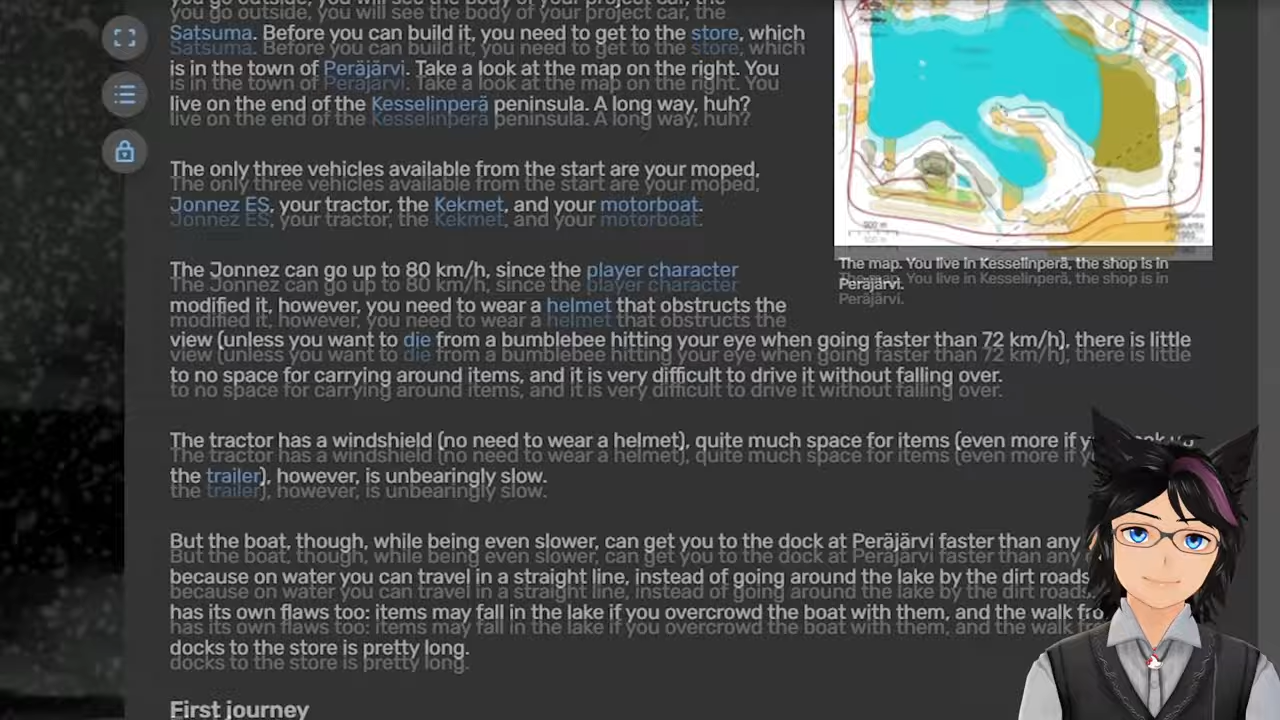 you go outside, you will see the body of your project car, the
Satsuma. Before you can build it, you need to get to the store, which
is in the town of Peräjärvi. Take a look at the map on the right. You
live on the end of the Kesselinperä peninsula. A long way, huh?
The only three vehicles available from the start are your moped,
Jonnez ES, your tractor, the Kekmet, and your motorboat.
The map. You live in Kesselinperä, the shop is in
Peräjärvi.
The Jonnez can go up to 80 km/h, since the player character
modified it, however, you need to wear a helmet that obstructs the
view (unless you want to die from a bumblebee hitting your eye when going faster than 72 km/h), there is little
to no space for carrying around items, and it is very difficult to drive it without falling over.
The tractor has a windshield (no need to wear a helmet), quite much space for items (even more if
the trailer), however, is unbearingly slow.
But the boat, though, while being even slower, can get you to the dock at Peräjärvi faster than any
because on water you can travel in a straight line, instead of going around the lake by the dirt roads.
has its own flaws too: items may fall in the lake if you overcrowd the boat with them, and the walk
docks to the store is pretty long.
First journey